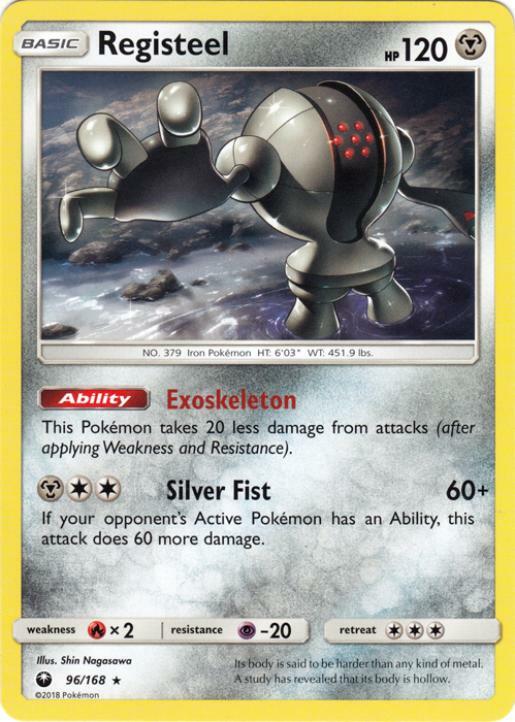 BASIC Registeel HP 120
NO. 379 Iron Pokémon HT: 6'03" WT: 451.9 lbs.
Ability Exoskeleton
This Pokémon takes 20 less damage from attacks (after
applying Weakness and Resistance).
Silver Fist 60+
If your opponent's Active Pokémon has an Ability, this
attack does 60 more damage.
weakness × 2 resistance -20 retreat
Illus. Shin Nagasawa
96/168 ★
©2018 Pokémon
Its body is said to be harder than any kind of metal.
A study has revealed that its body is hollow.